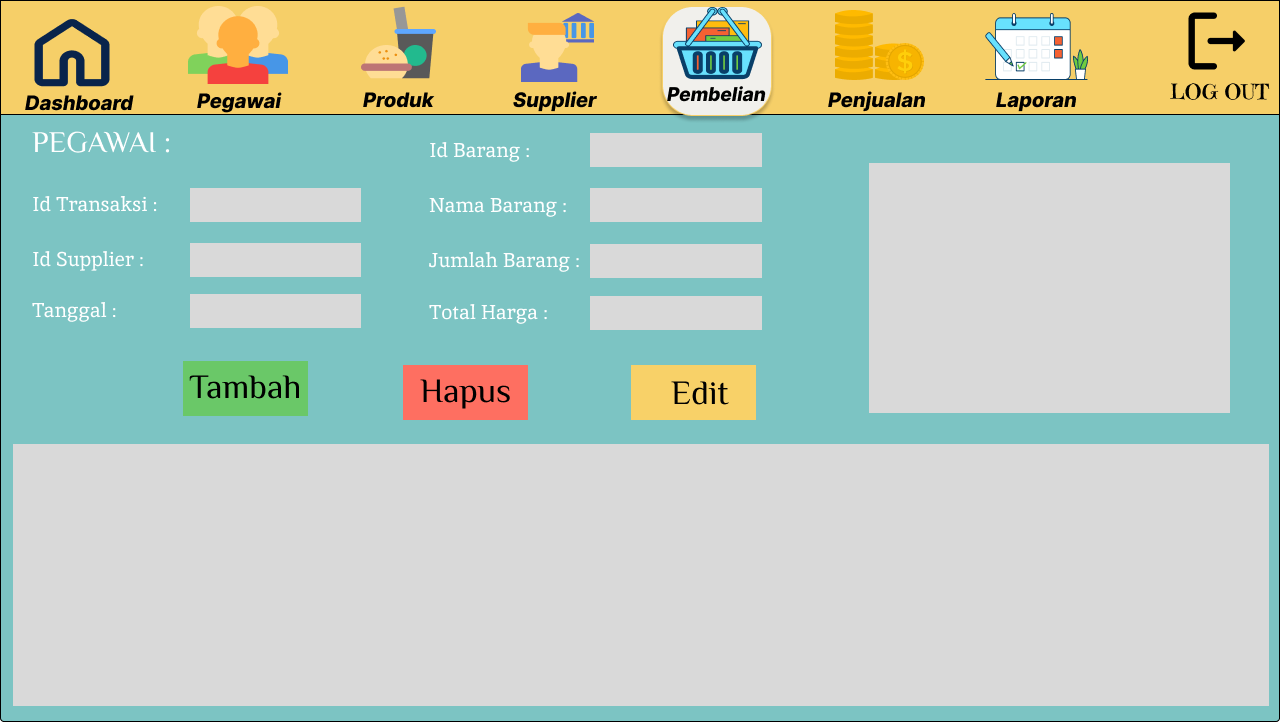 Dashboard
Pegawai
Produk
Supplier
Pembelian
Penjualan
Laporan
LOG OUT
PEGAWAI :
Id Transaksi :
Id Supplier :
Tanggal :
Id Barang :
Nama Barang :
Jumlah Barang :
Total Harga :
Tambah
Hapus
Edit